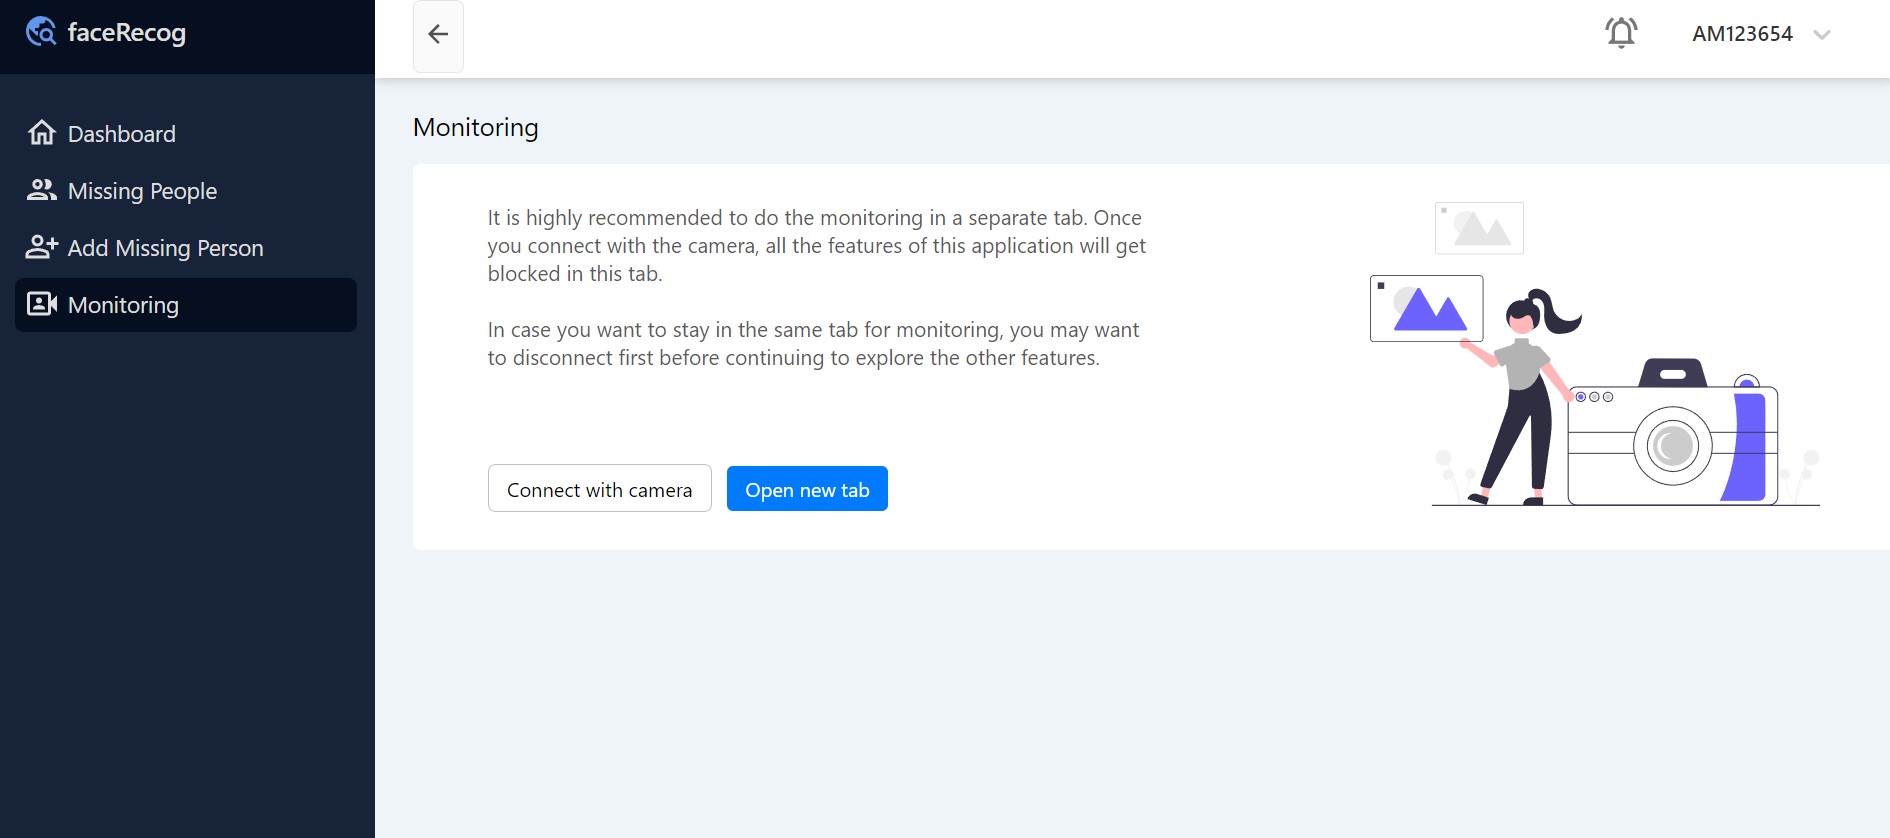 faceRecog
AM123654
Dashboard
Missing People
Add Missing Person
Monitoring
Monitoring
It is highly recommended to do the monitoring in a separate tab. Once
you connect with the camera, all the features of this application will get
blocked in this tab.
In case you want to stay in the same tab for monitoring, you may want
to disconnect first before continuing to explore the other features.
Connect with camera
Open new tab